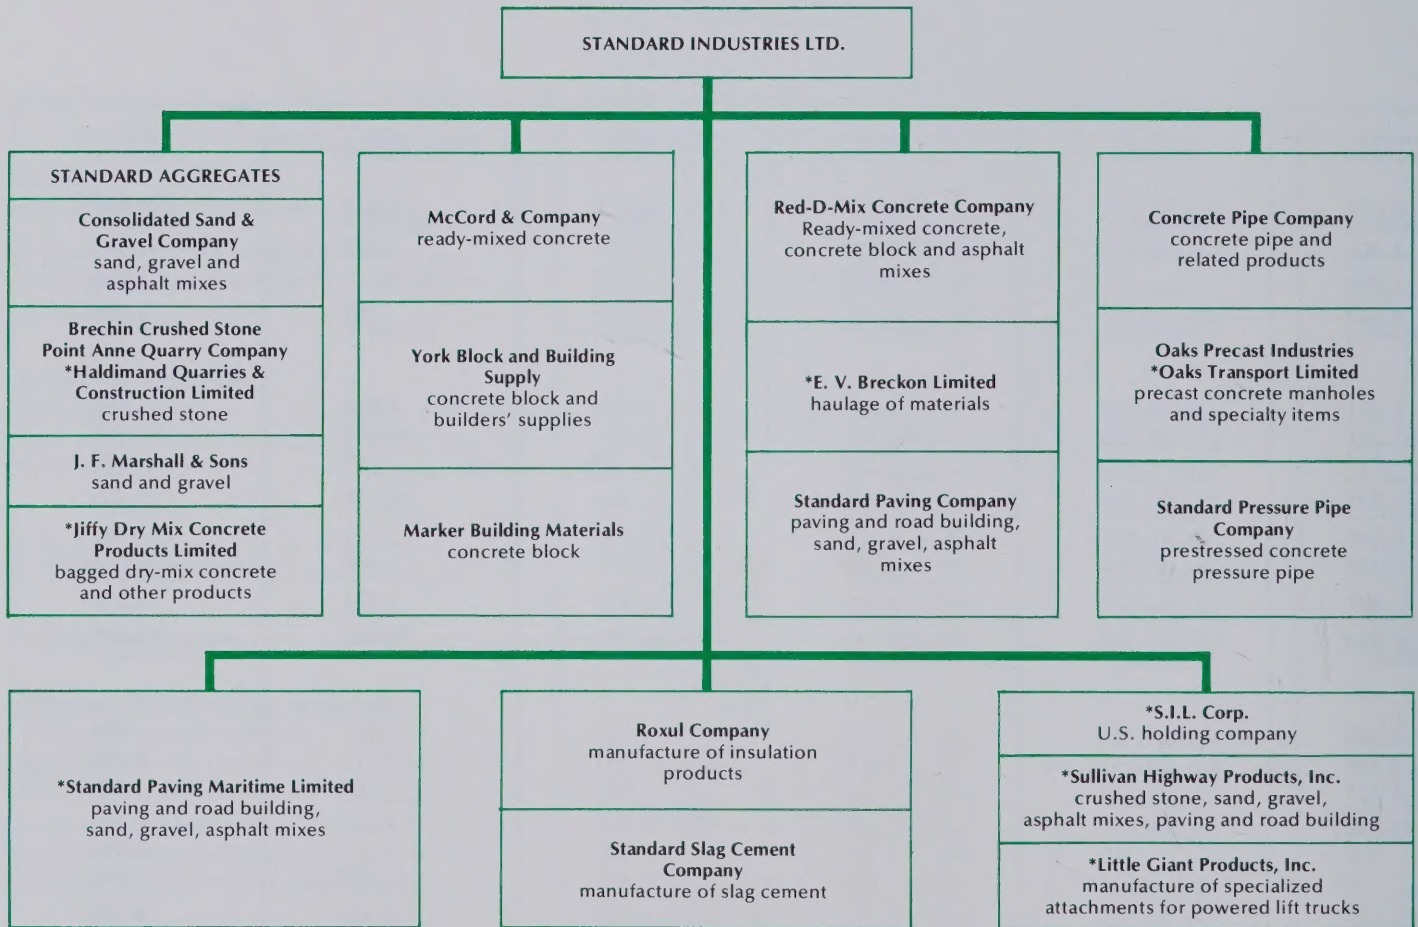 STANDARD INDUSTRIES LTD.
STANDARD AGGREGATES
Consolidated Sand &
Gravel Company
sand, gravel and
asphalt mixes
Brechin Crushed Stone
Point Anne Quarry Company
*Haldimand Quarries &
Construction Limited
crushed stone
J. F. Marshall & Sons
sand and gravel
*Jiffy Dry Mix Concrete
Products Limited
bagged dry-mix concrete
and other products
McCord & Company
ready-mixed concrete
York Block and Building
Supply
concrete block and
builders' supplies
Marker Building Materials
concrete block
Red-D-Mix Concrete Company
Ready-mixed concrete,
concrete block and asphalt
mixes
*E. V. Breckon Limited
haulage of materials
Standard Paving Company
paving and road building,
sand, gravel, asphalt
mixes
Concrete Pipe Company
concrete pipe and
related products
Oaks Precast Industries
*Oaks Transport Limited
precast concrete manholes
and specialty items
Standard Pressure Pipe
Company
prestressed concrete
pressure pipe
*Standard Paving Maritime Limited
paving and road building,
sand, gravel, asphalt mixes
Roxul Company
manufacture of insulation
products
Standard Slag Cement
Company
manufacture of slag cement
*S.I.L. Corp.
U.S. holding company
*Sullivan Highway Products, Inc.
crushed stone, sand, gravel,
asphalt mixes, paving and road building
*Little Giant Products, Inc.
manufacture of specialized
attachments for powered lift trucks